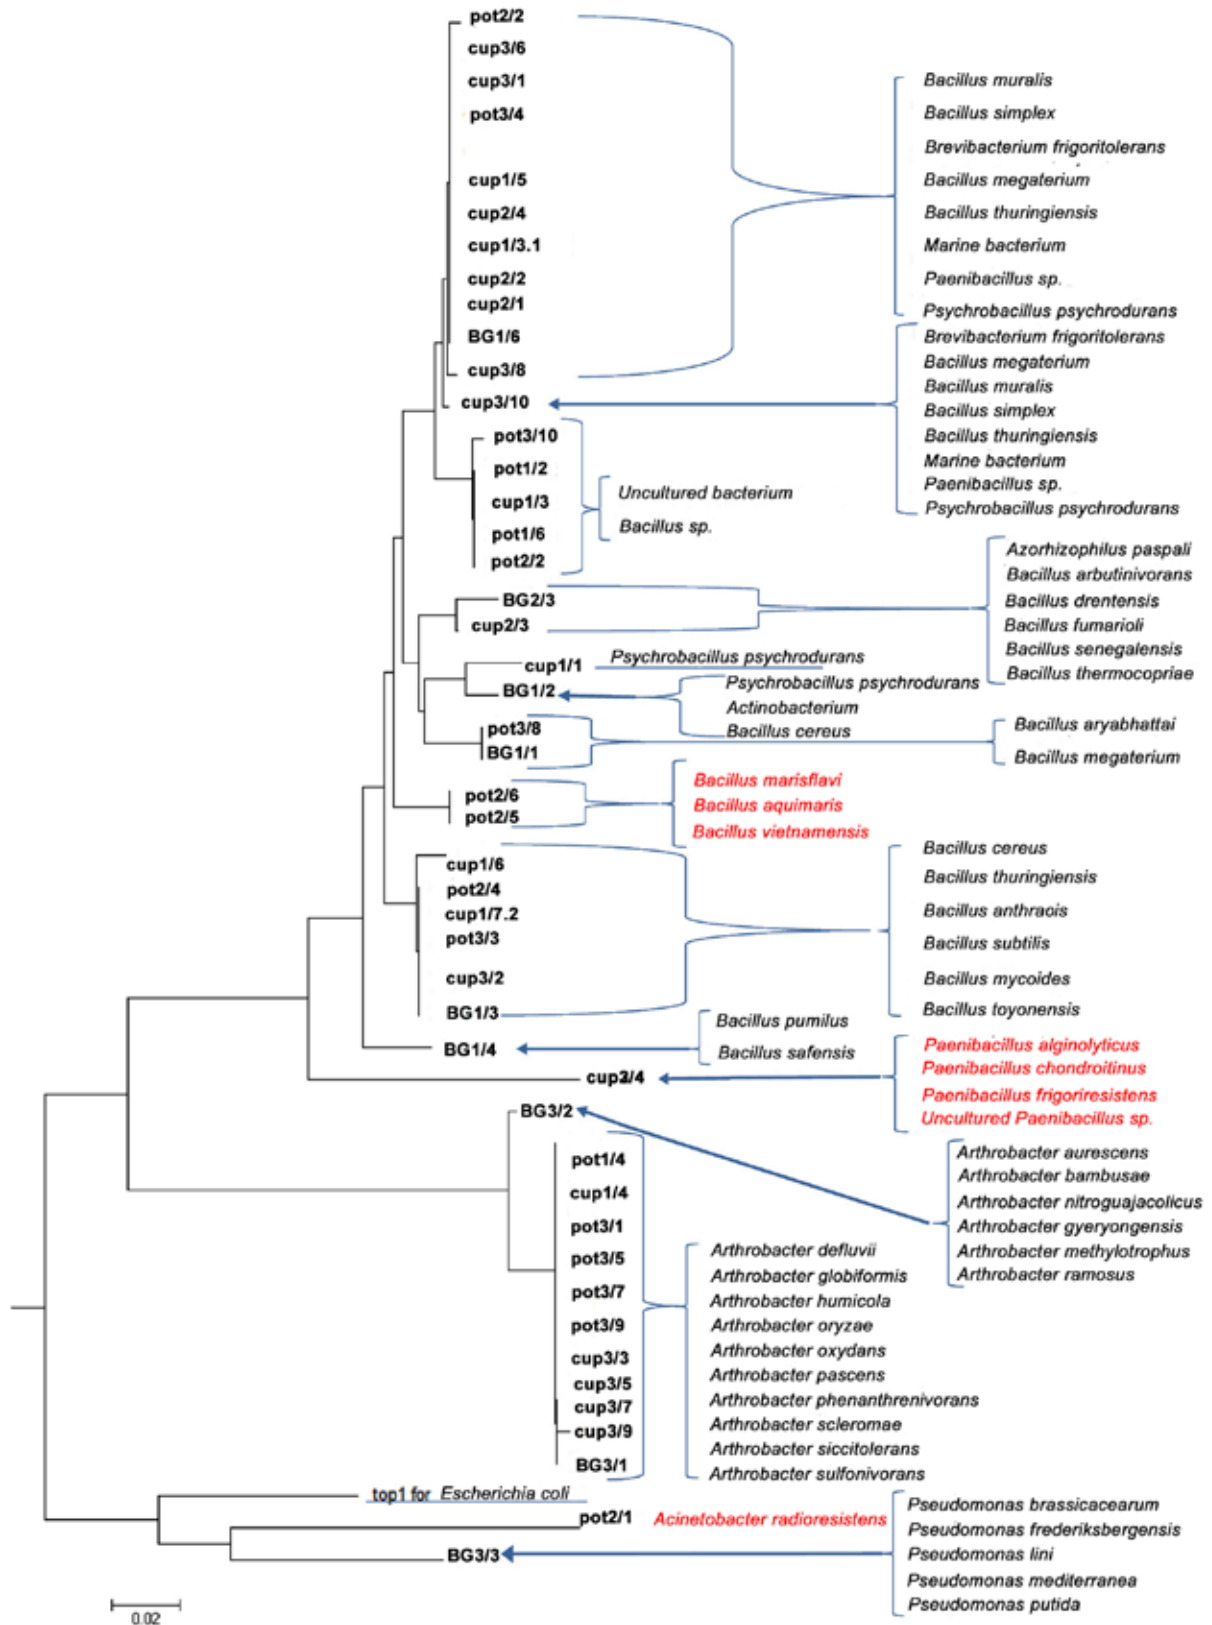 pot2/2
cup3/6
cup3/1
pot3/4
cup1/5
cup2/4
cup1/3.1
cup2/2
cup2/1
BG1/6
cup3/8
Bacillus muralis
Bacillus simplex
Brevibacterium frigoritolerans
Bacillus megaterium
Bacillus thuringiensis
Marine bacterium
Paenibacillus sp.
Psychrobacillus psychrodurans
cup3/10
Brevibacterium frigoritolerans
Bacillus megaterium
Bacillus muralis
Bacillus simplex
Bacillus thuringiensis
Marine bacterium
Paenibacillus sp.
Psychrobacillus psychrodurans
pot3/10
pot1/2
cup1/3
pot1/6
pot2/2
Uncultured bacterium
Bacillus sp.
BG2/3
cup2/3
Azorhizophilus paspali
Bacillus arbutinivorans
Bacillus drentensis
Bacillus fumarioli
Bacillus senegalensis
Bacillus thermocopriae
cup1/1 Psychrobacillus psychrodurans
BG1/2
Psychrobacillus psychrodurans
Actinobacterium
Bacillus cereus
pot3/8
BG1/1
Bacillus aryabhattai
Bacillus megaterium
pot2/6
pot2/5
Bacillus marisflavi
Bacillus aquimaris
Bacillus vietnamensis
cup1/6
pot2/4
cup1/7.2
pot3/3
cup3/2
BG1/3
Bacillus cereus
Bacillus thuringiensis
Bacillus anthraois
Bacillus subtilis
Bacillus mycoides
Bacillus toyonensis
BG1/4
Bacillus pumilus
Bacillus safensis
Paenibacillus alginolyticus
Paenibacillus chondroitinus
Paenibacillus frigoriresistens
Uncultured Paenibacillus sp.
BG3/2
Arthrobacter aurescens
Arthrobacter bambusae
Arthrobacter nitroguajacolicus
Arthrobacter gyeryongensis
Arthrobacter methylotrophus
Arthrobacter ramosus
pot1/4
cup1/4
pot3/1
pot3/5
pot3/7
pot3/9
cup3/3
cup3/5
cup3/7
cup3/9
BG3/1
Arthrobacter defluvii
Arthrobacter globiformis
Arthrobacter humicola
Arthrobacter oryzae
Arthrobacter oxydans
Arthrobacter pascens
Arthrobacter phenanthrenivorans
Arthrobacter scleromae
Arthrobacter siccitolerans
Arthrobacter sulfonivorans
top1 for Escherichia coli
pot2/1 Acinetobacter radioresistens
BG3/3
Pseudomonas brassicacearum
Pseudomonas frederiksbergensis
Pseudomonas lini
Pseudomonas mediterranea
Pseudomonas putida
0.02